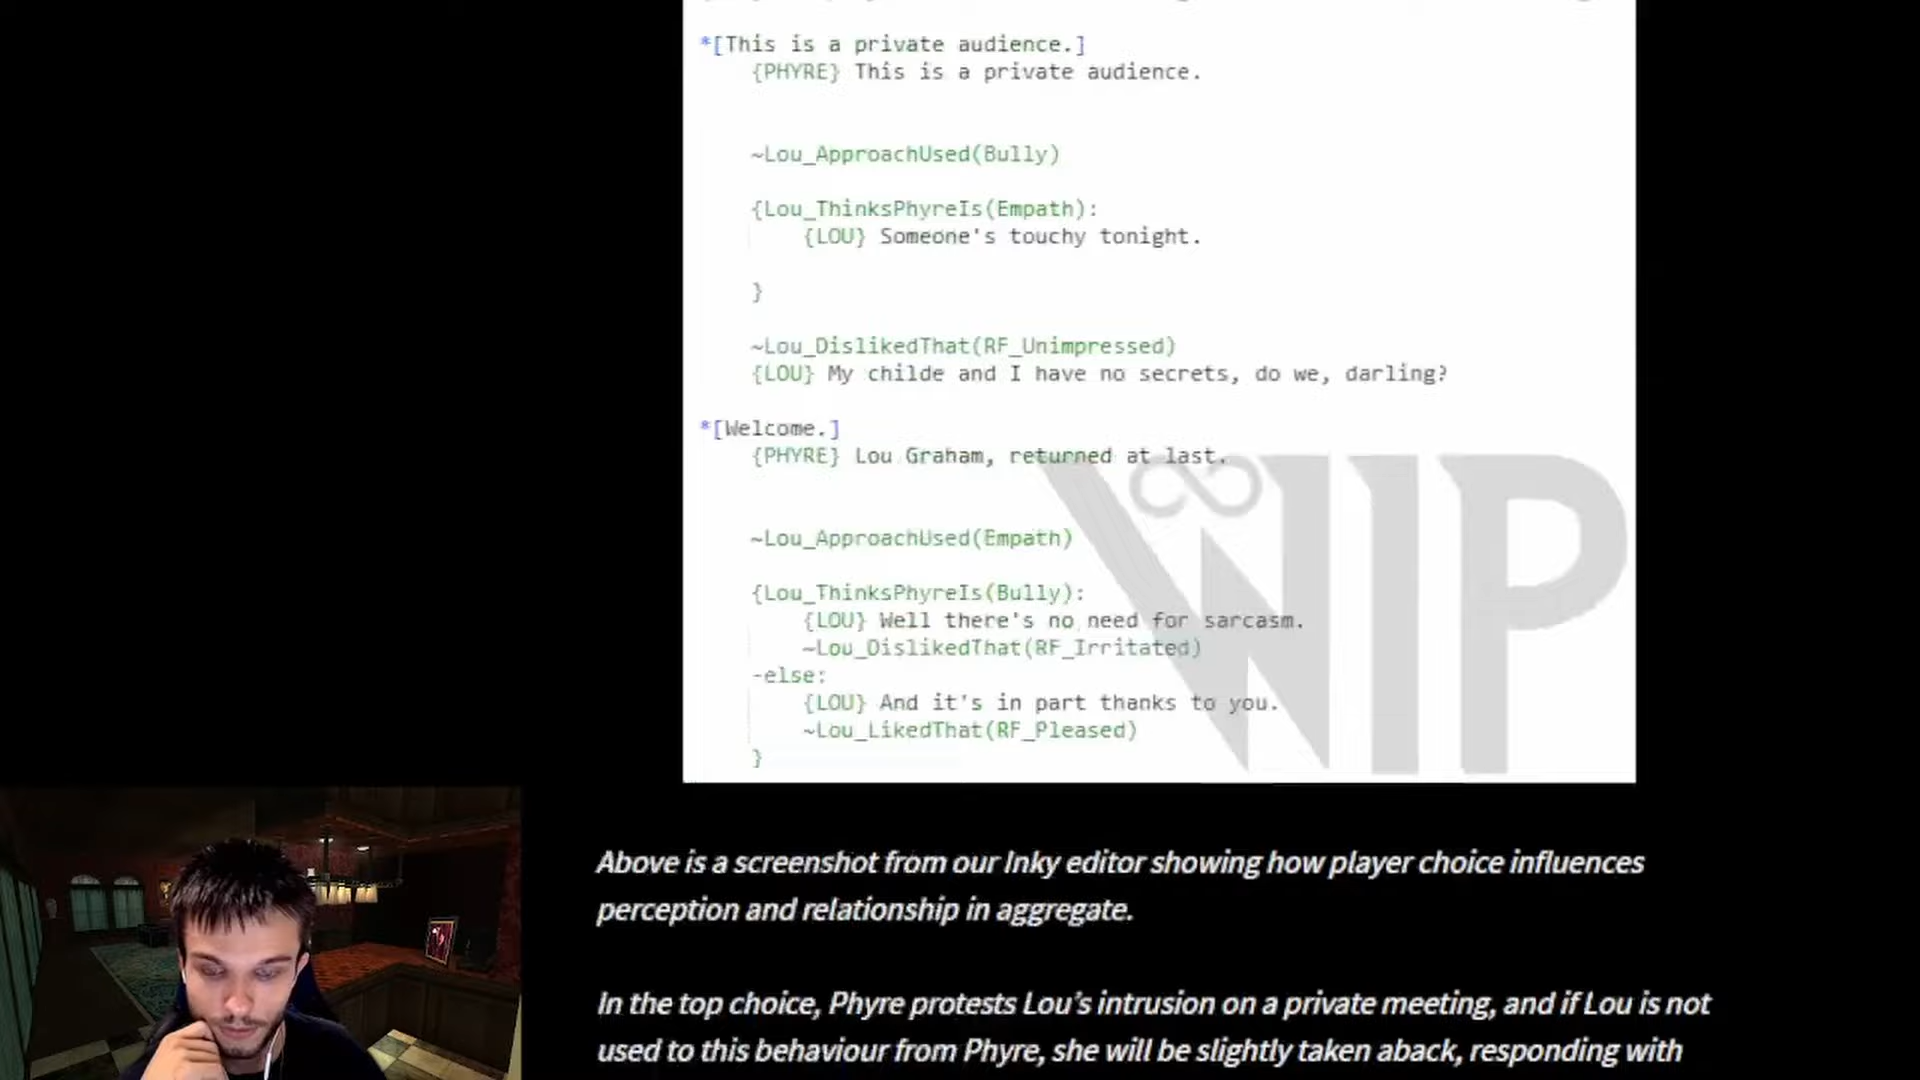 *[This is a private audience.]
{PHYRE} This is a private audience.
~Lou_ApproachUsed(Bully)
{Lou_ThinksPhyreIs(Empath):
{LOU} Someone's touchy tonight.
}
~Lou_DislikedThat(RF_Unimpressed)
{LOU} My childe and I have no secrets, do we, darling?
*[Welcome.]
{PHYRE} Lou Graham, returned at last.
~Lou_ApproachUsed(Empath)
{Lou_ThinksPhyreIs(Bully):
{LOU} Well there's no need for sarcasm.
~Lou_DislikedThat(RF_Irritated)
-else:
{LOU} And it's in part thanks to you.
~Lou_LikedThat(RF_Pleased)
}
WIP
Above is a screenshot from our Inky editor showing how player choice influences
perception and relationship in aggregate.
In the top choice, Phyre protests Lou’s intrusion on a private meeting, and if Lou is not
used to this behaviour from Phyre, she will be slightly taken aback, responding with